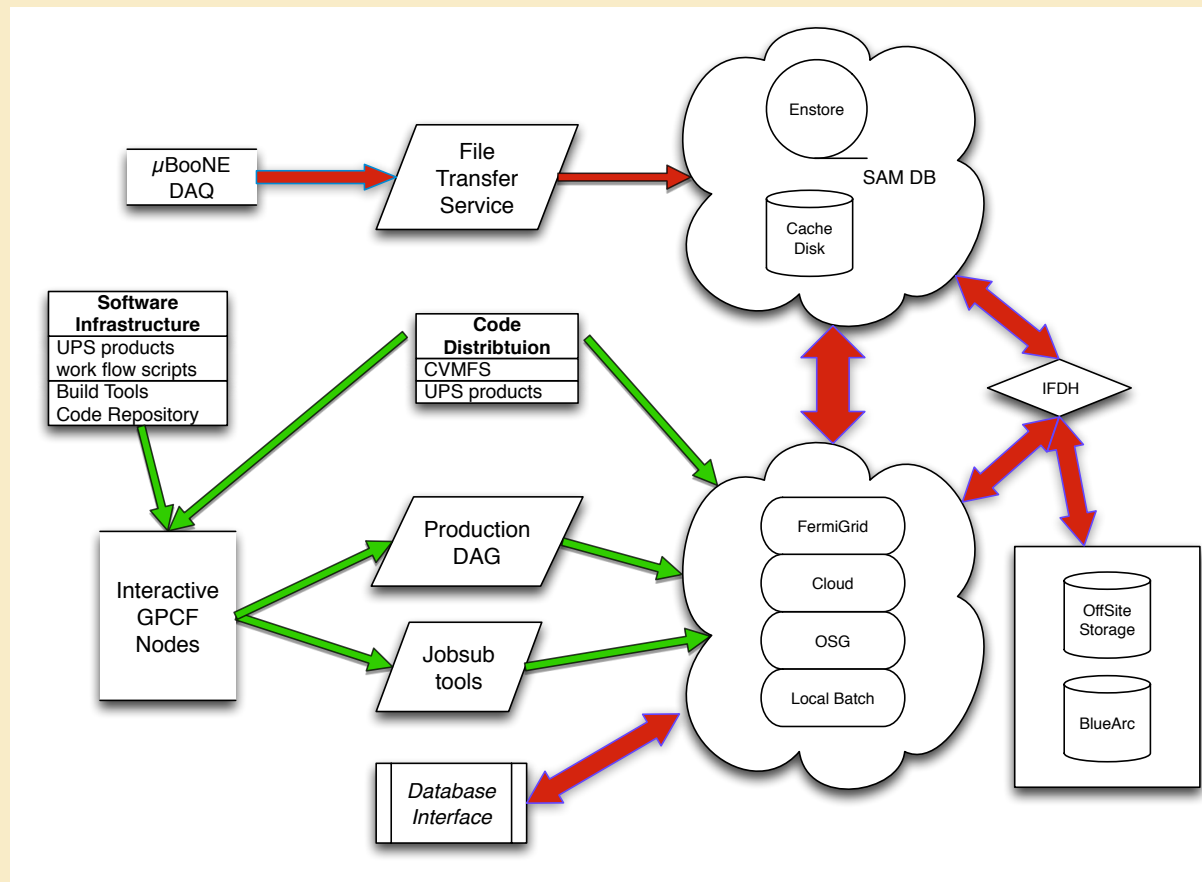 Enstore
SAM DB
Cache
Disk
µBooNE
DAQ
File
Transfer
Service
Software
Infrastructure
UPS products
work flow scripts
Build Tools
Code Repository
Code
Distribtuion
CVMFS
UPS products
IFDH
Interactive
GPCF
Nodes
Production
DAG
Jobsub
tools
FermiGrid
Cloud
OSG
Local Batch
OffSite
Storage
BlueArc
Database
Interface